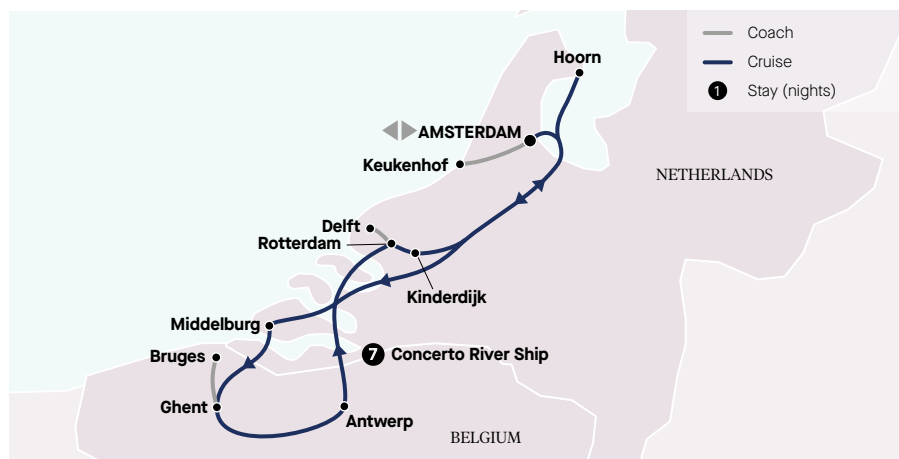 Coach
Cruise
1 Stay (nights)
Hoorn
AMSTERDAM
Keukenhof
NETHERLANDS
Delft
Rotterdam
Kinderdijk
Middelburg
Bruges
7 Concerto River Ship
Ghent
Antwerp
BELGIUM